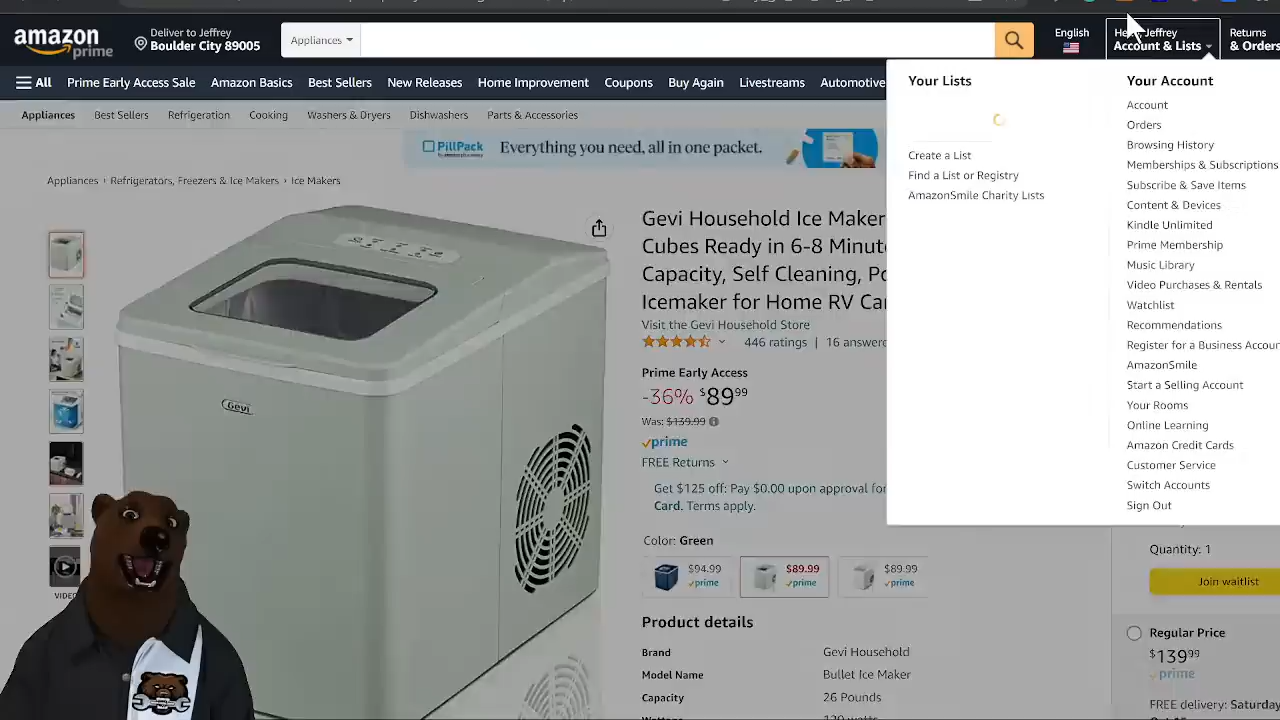 amazon
prime
Deliver to Jeffrey
Boulder City 89005
Appliances
English
Jeffrey
Account & Lists
Returns
& Orders
All
Prime Early Access Sale
Amazon Basics
Best Sellers
New Releases
Home Improvement
Coupons
Buy Again
Livestreams
Automotive
Appliances
Best Sellers
Refrigeration
Cooking
Washers & Dryers
Dishwashers
Parts & Accessories
PillPack
Everything you need, all in one packet.
Appliances › Refrigerators, Freezers & Ice Makers › Ice Makers
Gevi Household Ice Maker
Cubes Ready in 6-8 Minute
Capacity, Self Cleaning, Po
Icemaker for Home RV Ca
Visit the Gevi Household Store
446 ratings | 16 answere
Prime Early Access
-36% $89 99
Was: $139.99
prime
FREE Returns
Get $125 off: Pay $0.00 upon approval for
Card. Terms apply.
Color: Green
$94.99
prime
$89.99
prime
$89.99
prime
Product details
Brand Gevi Household
Model Name Bullet Ice Maker
Capacity 26 Pounds
Gevi
VIDEO
Your Lists
Create a List
Find a List or Registry
AmazonSmile Charity Lists
Your Account
Account
Orders
Browsing History
Memberships & Subscriptions
Subscribe & Save Items
Content & Devices
Kindle Unlimited
Prime Membership
Music Library
Video Purchases & Rentals
Watchlist
Recommendations
Register for a Business Accoun
AmazonSmile
Start a Selling Account
Your Rooms
Online Learning
Amazon Credit Cards
Customer Service
Switch Accounts
Sign Out
Quantity: 1
Join waitlist
Regular Price
$139 99
prime
FREE delivery: Saturday